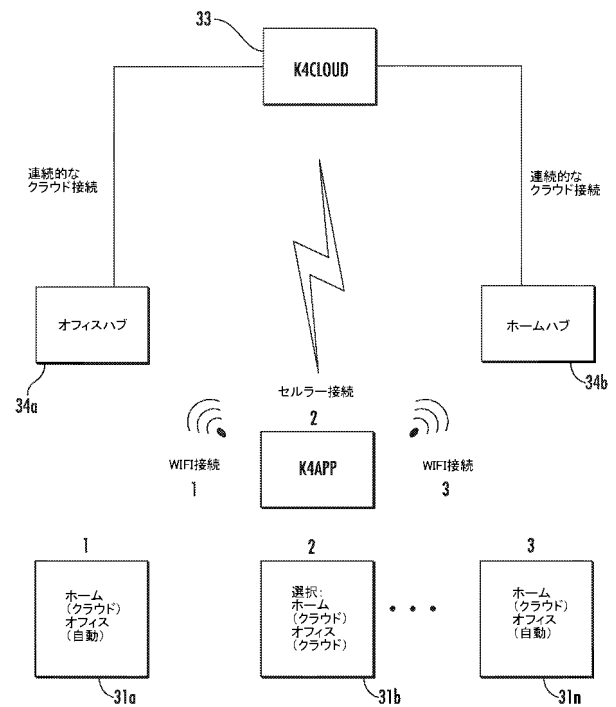 33
K4CLOUD
連続的な
クラウド接続
連続的な
クラウド接続
オフィスハブ
ホームハブ
34a
34b
セルラー接続
2
WIFI接続
1
K4APP
WIFI接続
3
1
2
3
ホーム
(クラウド)
オフィス
(自動)
選択:
ホーム
(クラウド)
オフィス
(クラウド)
ホーム
(クラウド)
オフィス
(自動)
31a
31b
31n